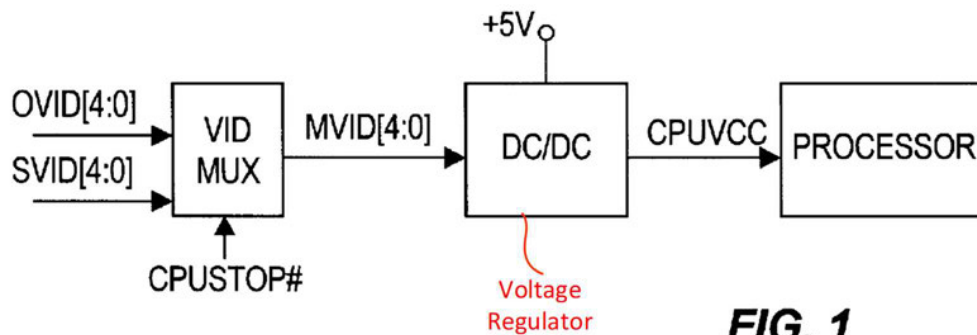 +5V
OVID[4:0]
SVID[4:0]
VID
MUX
MVID[4:0]
DC/DC
CPUVCC
PROCESSOR
CPUSTOP#
Voltage
Regulator
FIG. 1